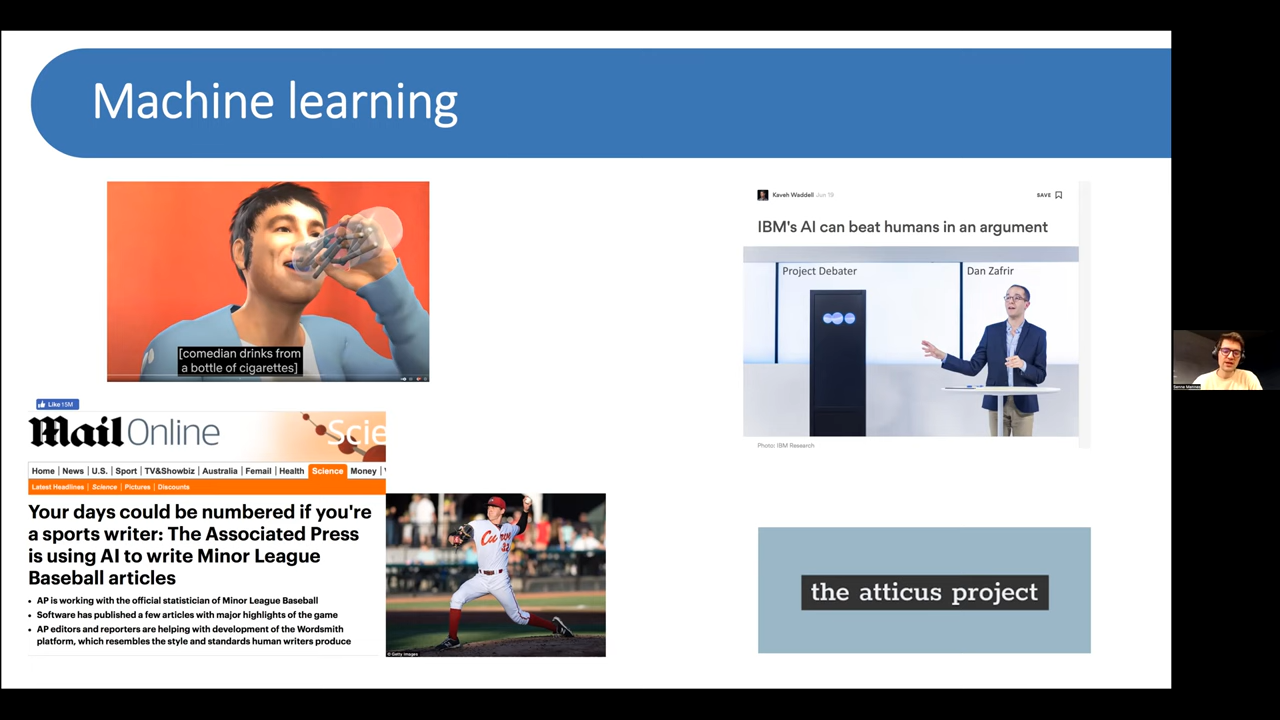 Machine learning
[comedian drinks from
a bottle of cigarettes]
Like 15M
Mail Online
Scie
Home | News | U.S. | Sport | TV&Showbiz | Australia | Femail | Health | Science | Money |
Latest Headlines | Science | Pictures | Discounts
Your days could be numbered if you're
a sports writer: The Associated Press
is using AI to write Minor League
Baseball articles
• AP is working with the official statistician of Minor League Baseball
• Software has published a few articles with major highlights of the game
• AP editors and reporters are helping with development of the Wordsmith
platform, which resembles the style and standards human writers produce
© Getty Images
Kaveh Waddell Jun 19
SAVE
IBM's AI can beat humans in an argument
Project Debater
Dan Zafrir
Photo: IBM Research
the atticus project